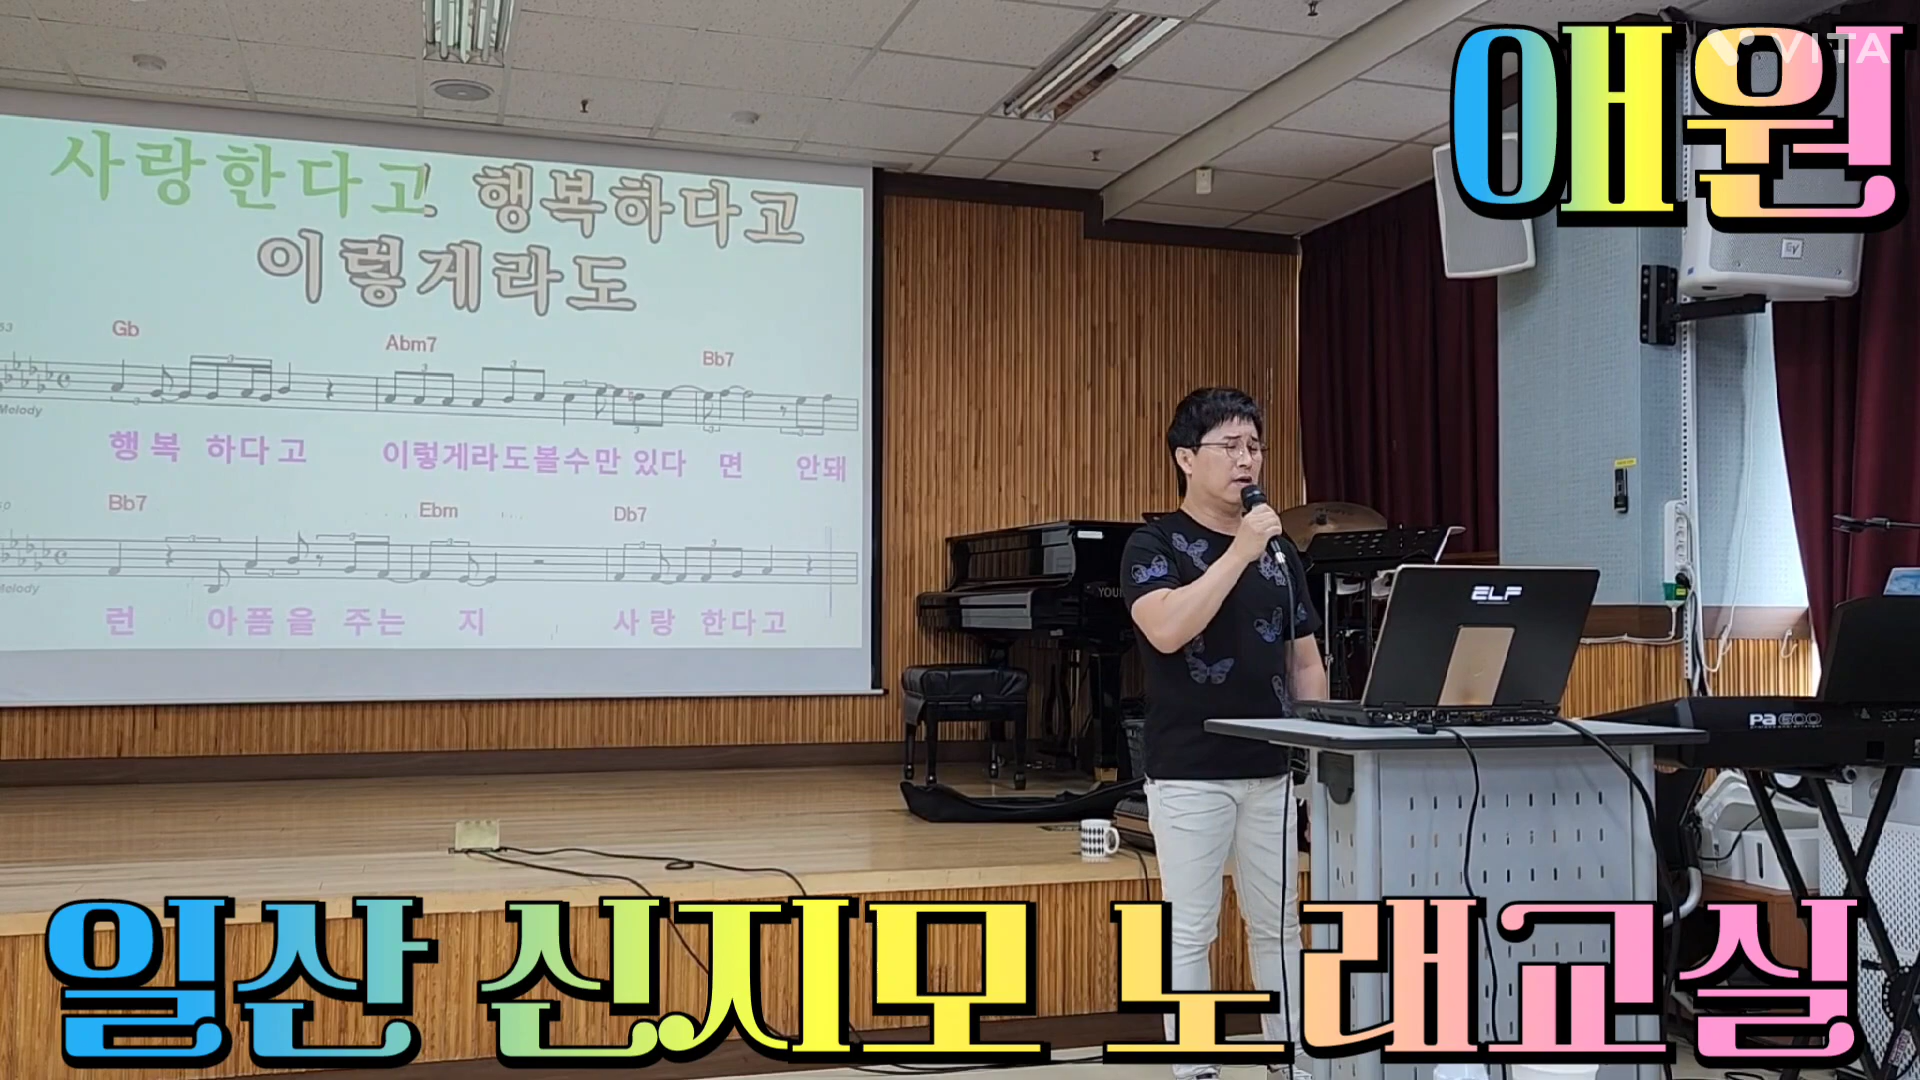 애원
VITA
사랑한다고 행복하다고
이렇게라도
53
Gb Abm7 Bb7
Melody
행복 하다고 이렇게라도볼수만 있다 면 안돼
Bb7 Ebm Db7
Melody
런 아픔을 주는 지 사랑 한다고
EV
YOU
ELF
Pa600
일산 신지모 노래교실